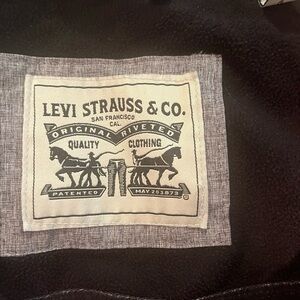 LEVI STRAUSS & CO.
SAN FRANCISCO
CAL.
ORIGINAL RIVETED
QUALITY CLOTHING
PATENTED MAY 20 1873
®